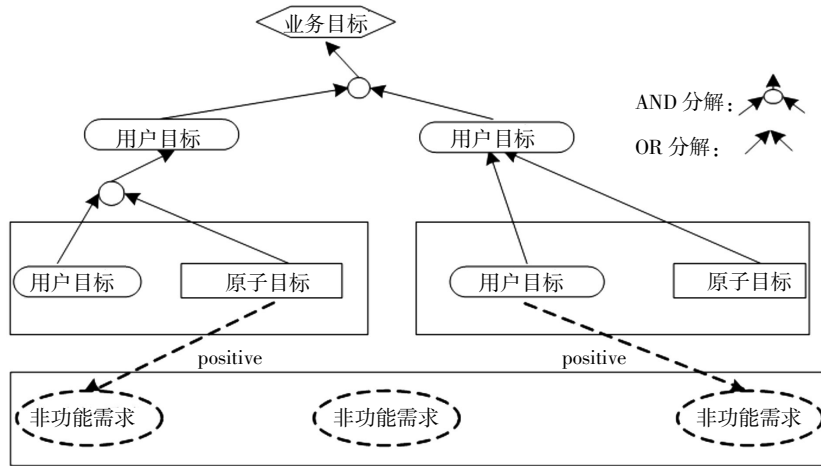 业务目标
AND 分解：
用户目标
用户目标
OR 分解：
用户目标
原子目标
用户目标
原子目标
positive
positive
非功能需求
非功能需求
非功能需求